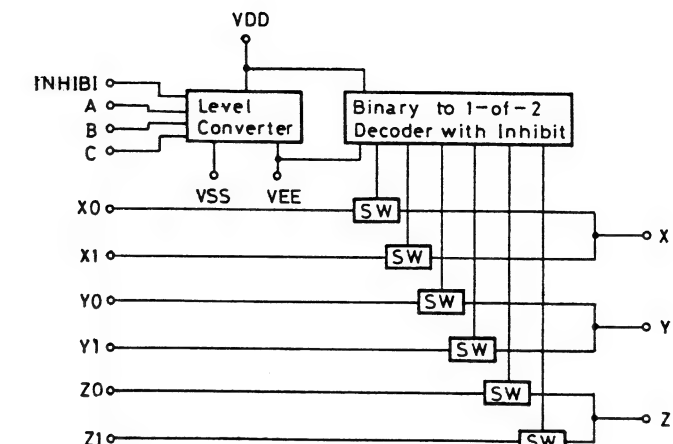 VDD
INHIBI
A
B
C
Level
Converter
Binary to 1-of-2
Decoder with Inhibit
VSS
VEE
X0
SW
X1
SW
X
Y0
SW
Y1
SW
Y
Z0
SW
Z1
SW
Z